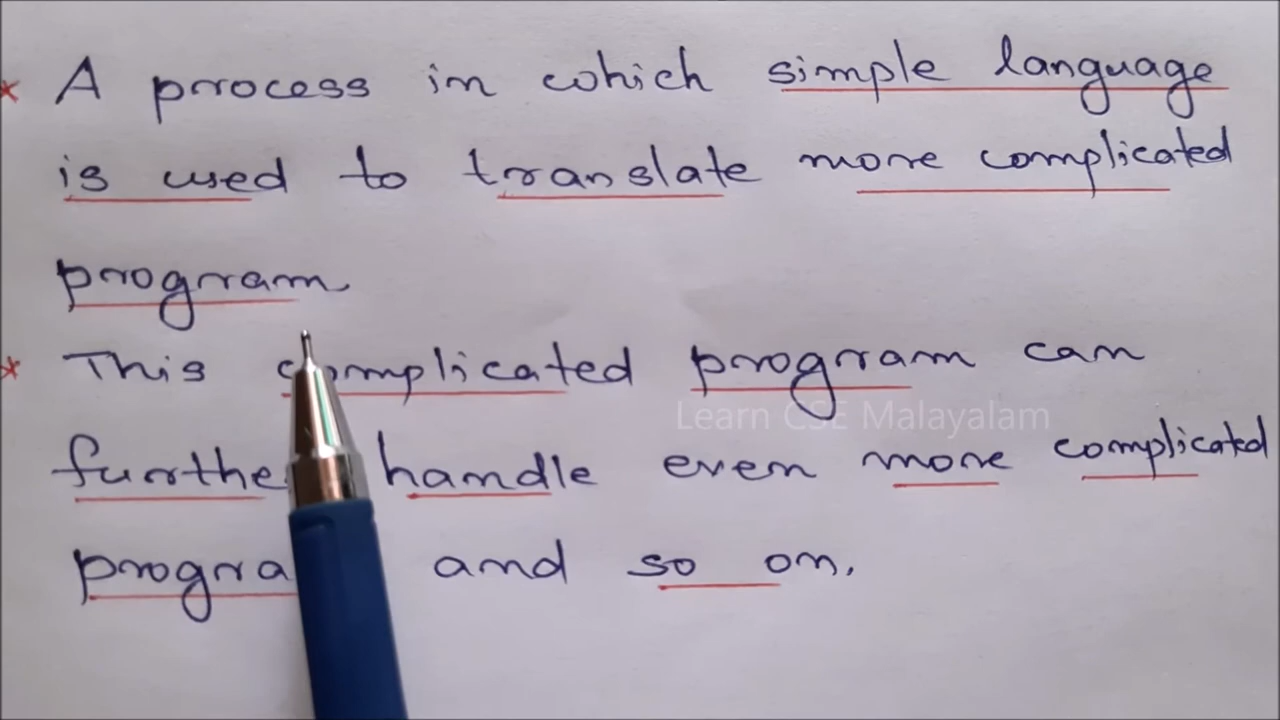 * A process in which simple language
is used to translate more complicated
program.
* This complicated program can
Learn CSE Malayalam
further handle even more complicated
program and so on.